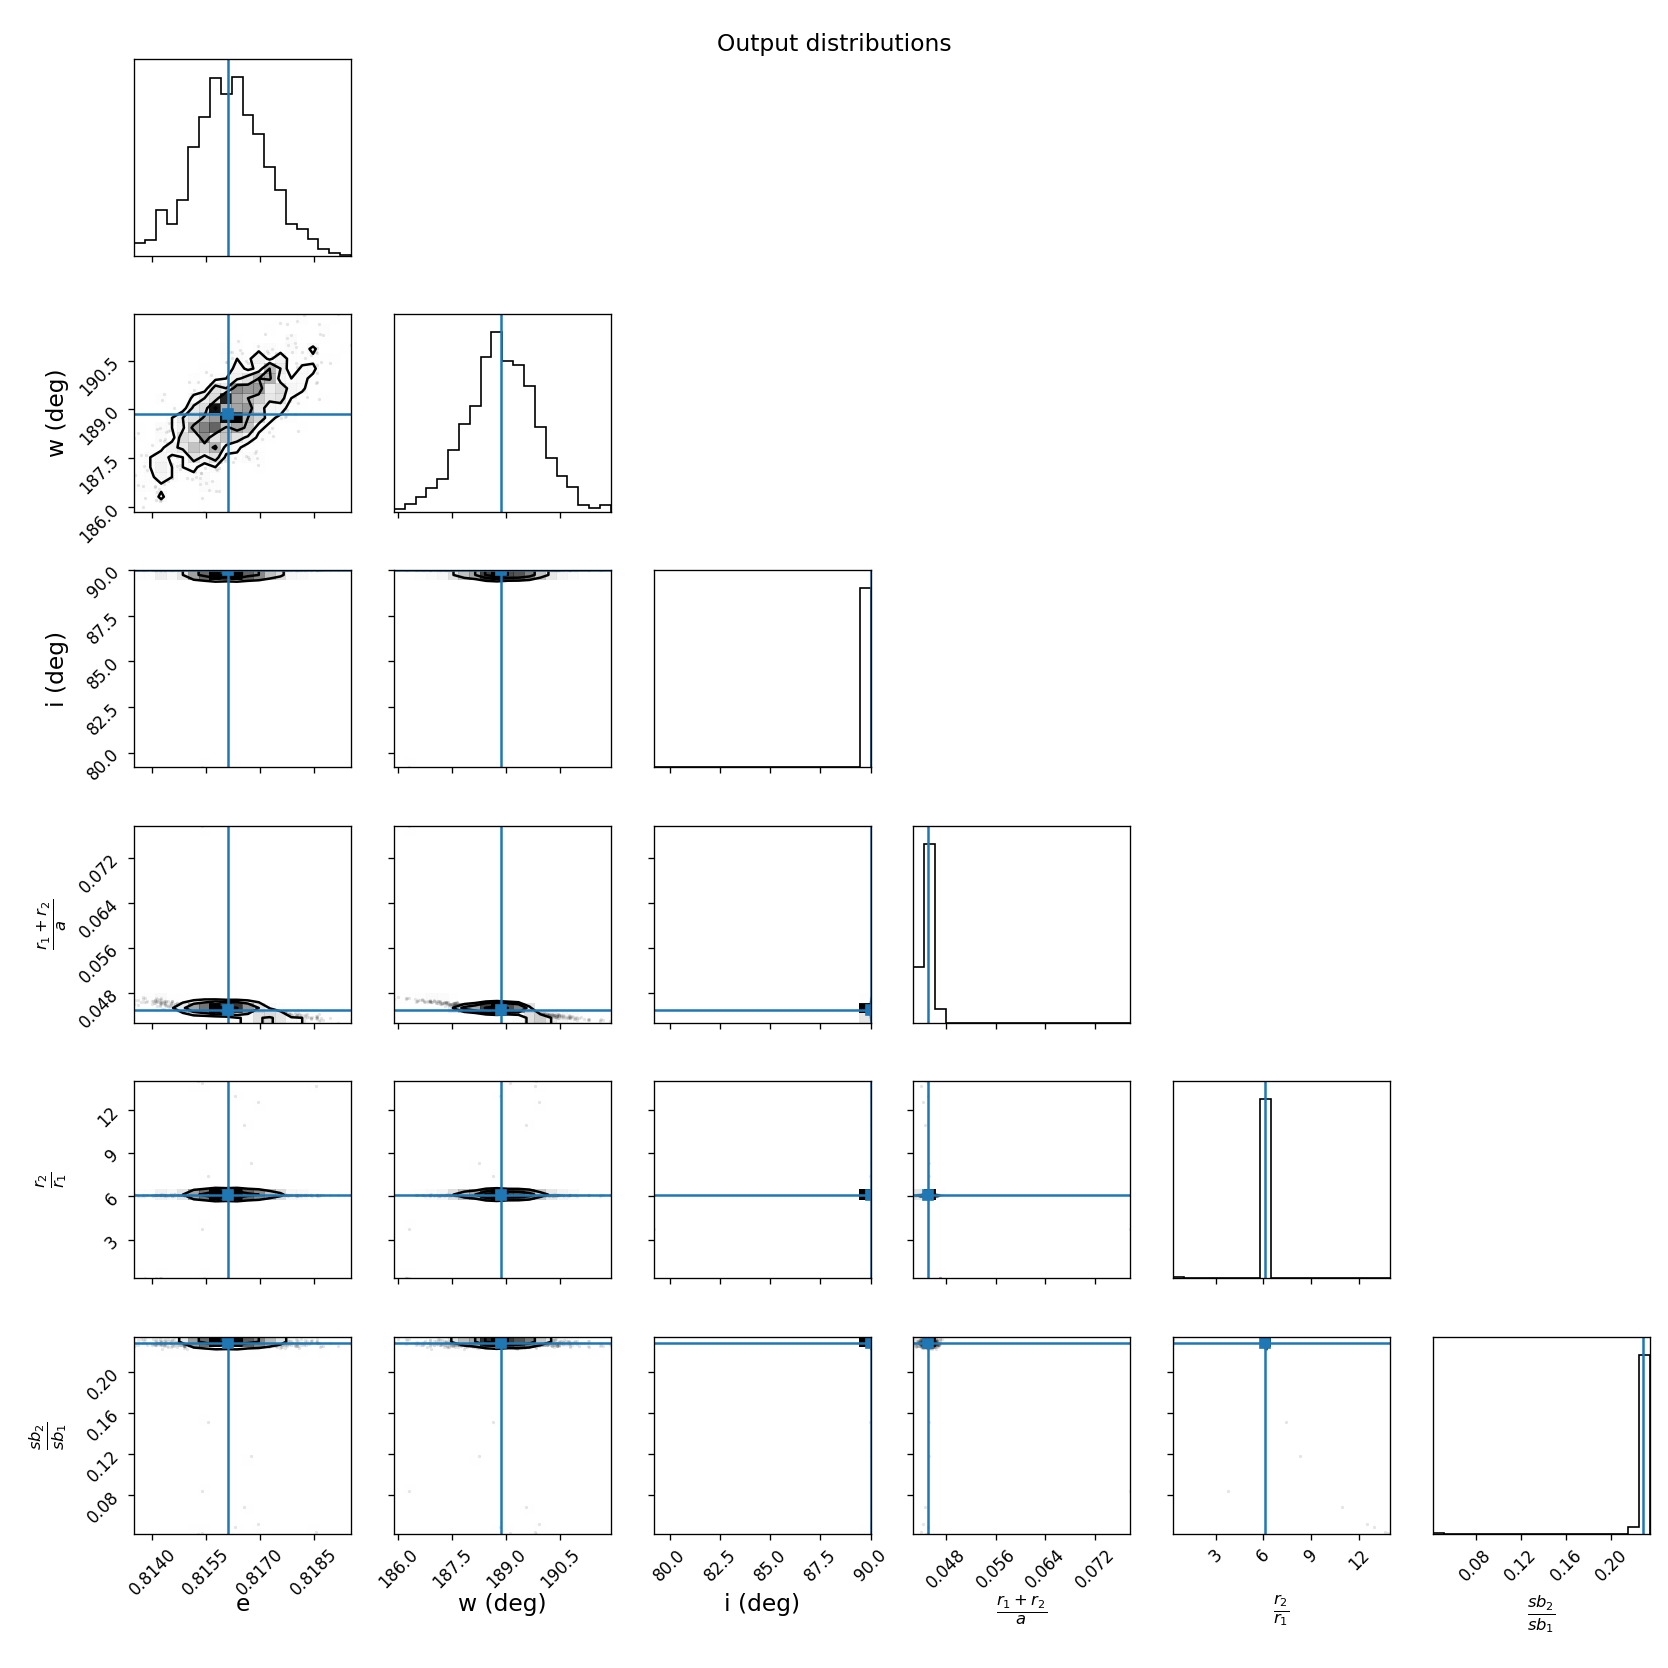 Output distributions
w (deg)
190.5
189.0
187.5
186.0
i (deg)
90.0
87.5
85.0
82.5
80.0
r₁ + r₂
a
0.072
0.064
0.056
0.048
r₂
r₁
12
9
6
3
sb₂
sb₁
0.20
0.16
0.12
0.08
0.8140 0.8155 0.8170 0.8185 186.0 187.5 189.0 190.5 80.0 82.5 85.0 87.5 90.0 0.048 0.056 0.064 0.072 3 6 9 12 0.08 0.12 0.16 0.20
e w (deg) i (deg)
r₁ + r₂ r₂ sb₂
a r₁ sb₁